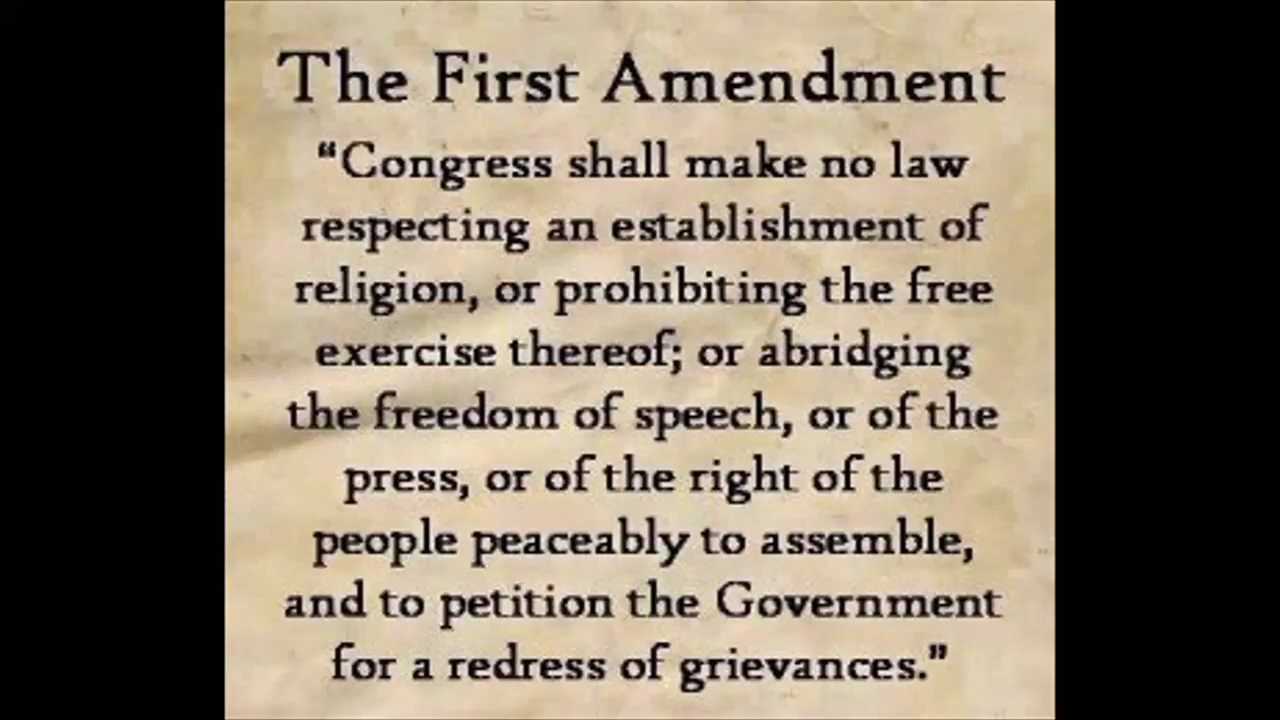 The First Amendment
“Congress shall make no law
respecting an establishment of
religion, or prohibiting the free
exercise thereof; or abridging
the freedom of speech, or of the
press, or of the right of the
people peaceably to assemble,
and to petition the Government
for a redress of grievances.”